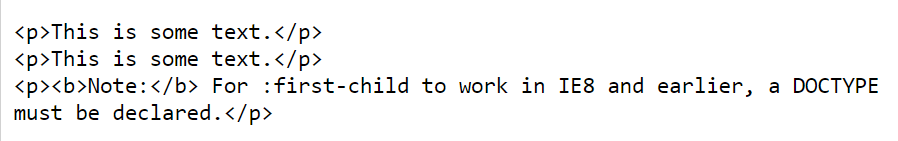 <p>This is some text.</p>
<p>This is some text.</p>
<p><b>Note:</b> For :first-child to work in IE8 and earlier, a DOCTYPE
must be declared.</p>